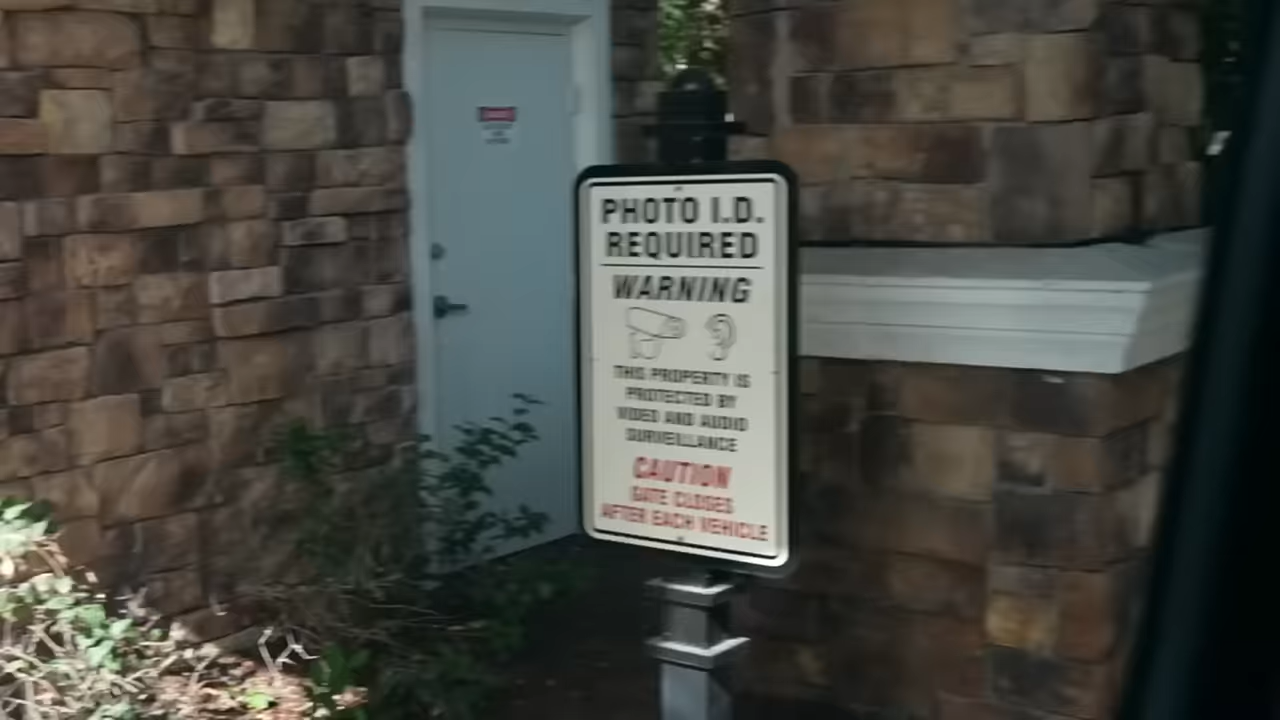 PHOTO I.D.
REQUIRED
WARNING
THIS PROPERTY IS
PROTECTED BY
VIDEO AND AUDIO
SURVEILLANCE
CAUTION
GATE CLOSES
AFTER EACH VEHICLE